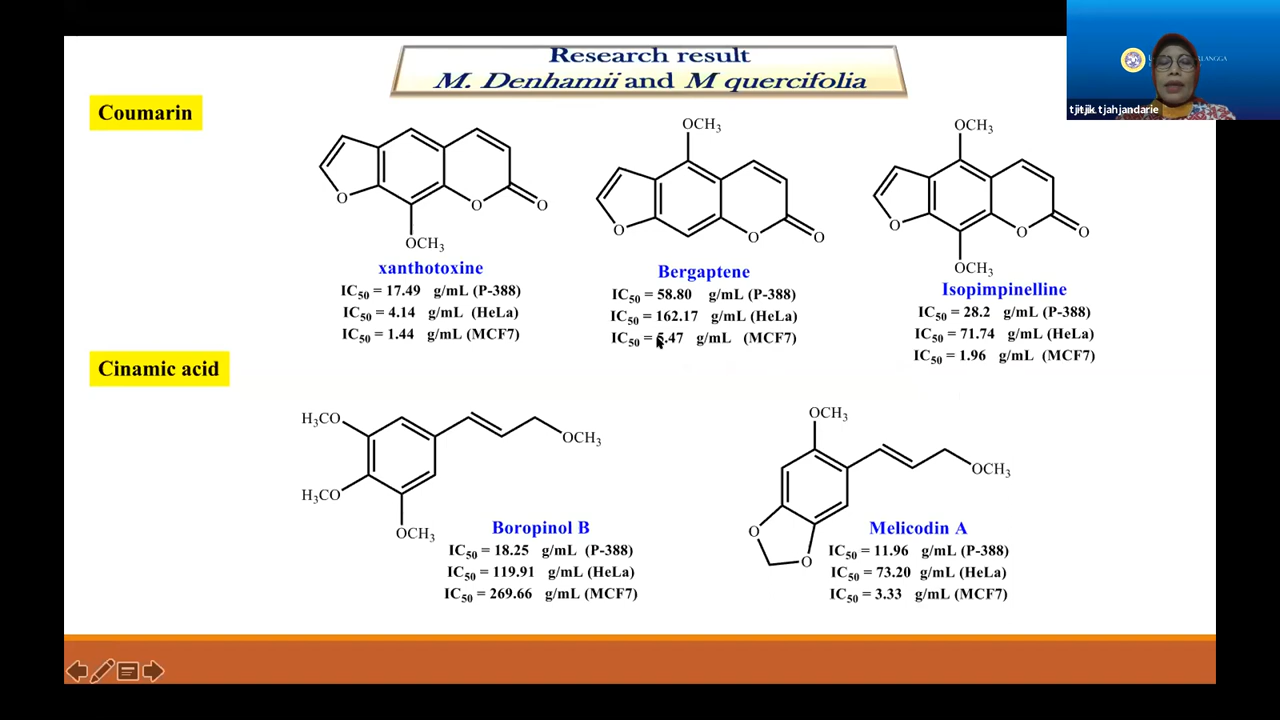 Research result
M. Denhamii and M quercifolia
tjitjik.tjahjandarie
Coumarin
OCH3
O
O
O
OCH3
xanthotoxine
IC50 = 17.49 g/mL (P-388)
IC50 = 4.14 g/mL (HeLa)
IC50 = 1.44 g/mL (MCF7)
OCH3
O
O
O
Bergaptene
IC50 = 58.80 g/mL (P-388)
IC50 = 162.17 g/mL (HeLa)
IC50 = 5.47 g/mL (MCF7)
O
O
O
OCH3
Isopimpinelline
IC50 = 28.2 g/mL (P-388)
IC50 = 71.74 g/mL (HeLa)
IC50 = 1.96 g/mL (MCF7)
Cinamic acid
H3CO
OCH3
H3CO
OCH3
Boropinol B
IC50 = 18.25 g/mL (P-388)
IC50 = 119.91 g/mL (HeLa)
IC50 = 269.66 g/mL (MCF7)
OCH3
OCH3
O
O
Melicodin A
IC50 = 11.96 g/mL (P-388)
IC50 = 73.20 g/mL (HeLa)
IC50 = 3.33 g/mL (MCF7)